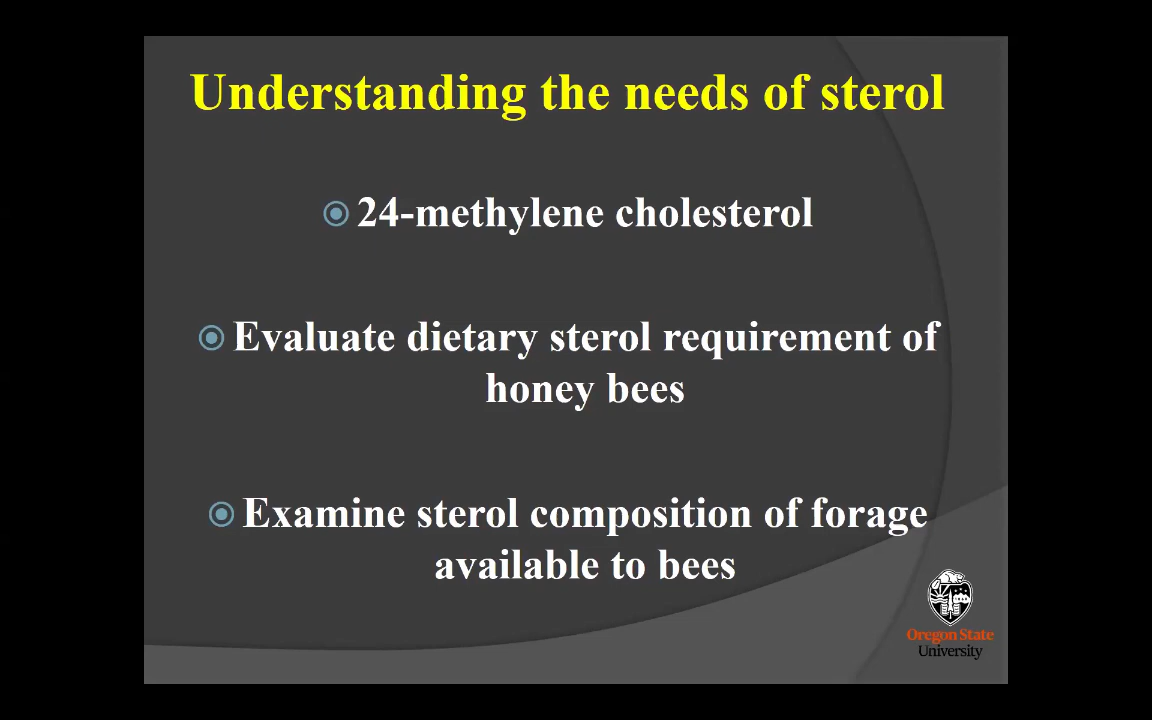 Understanding the needs of sterol
24-methylene cholesterol
Evaluate dietary sterol requirement of
honey bees
Examine sterol composition of forage
available to bees
Oregon State
University